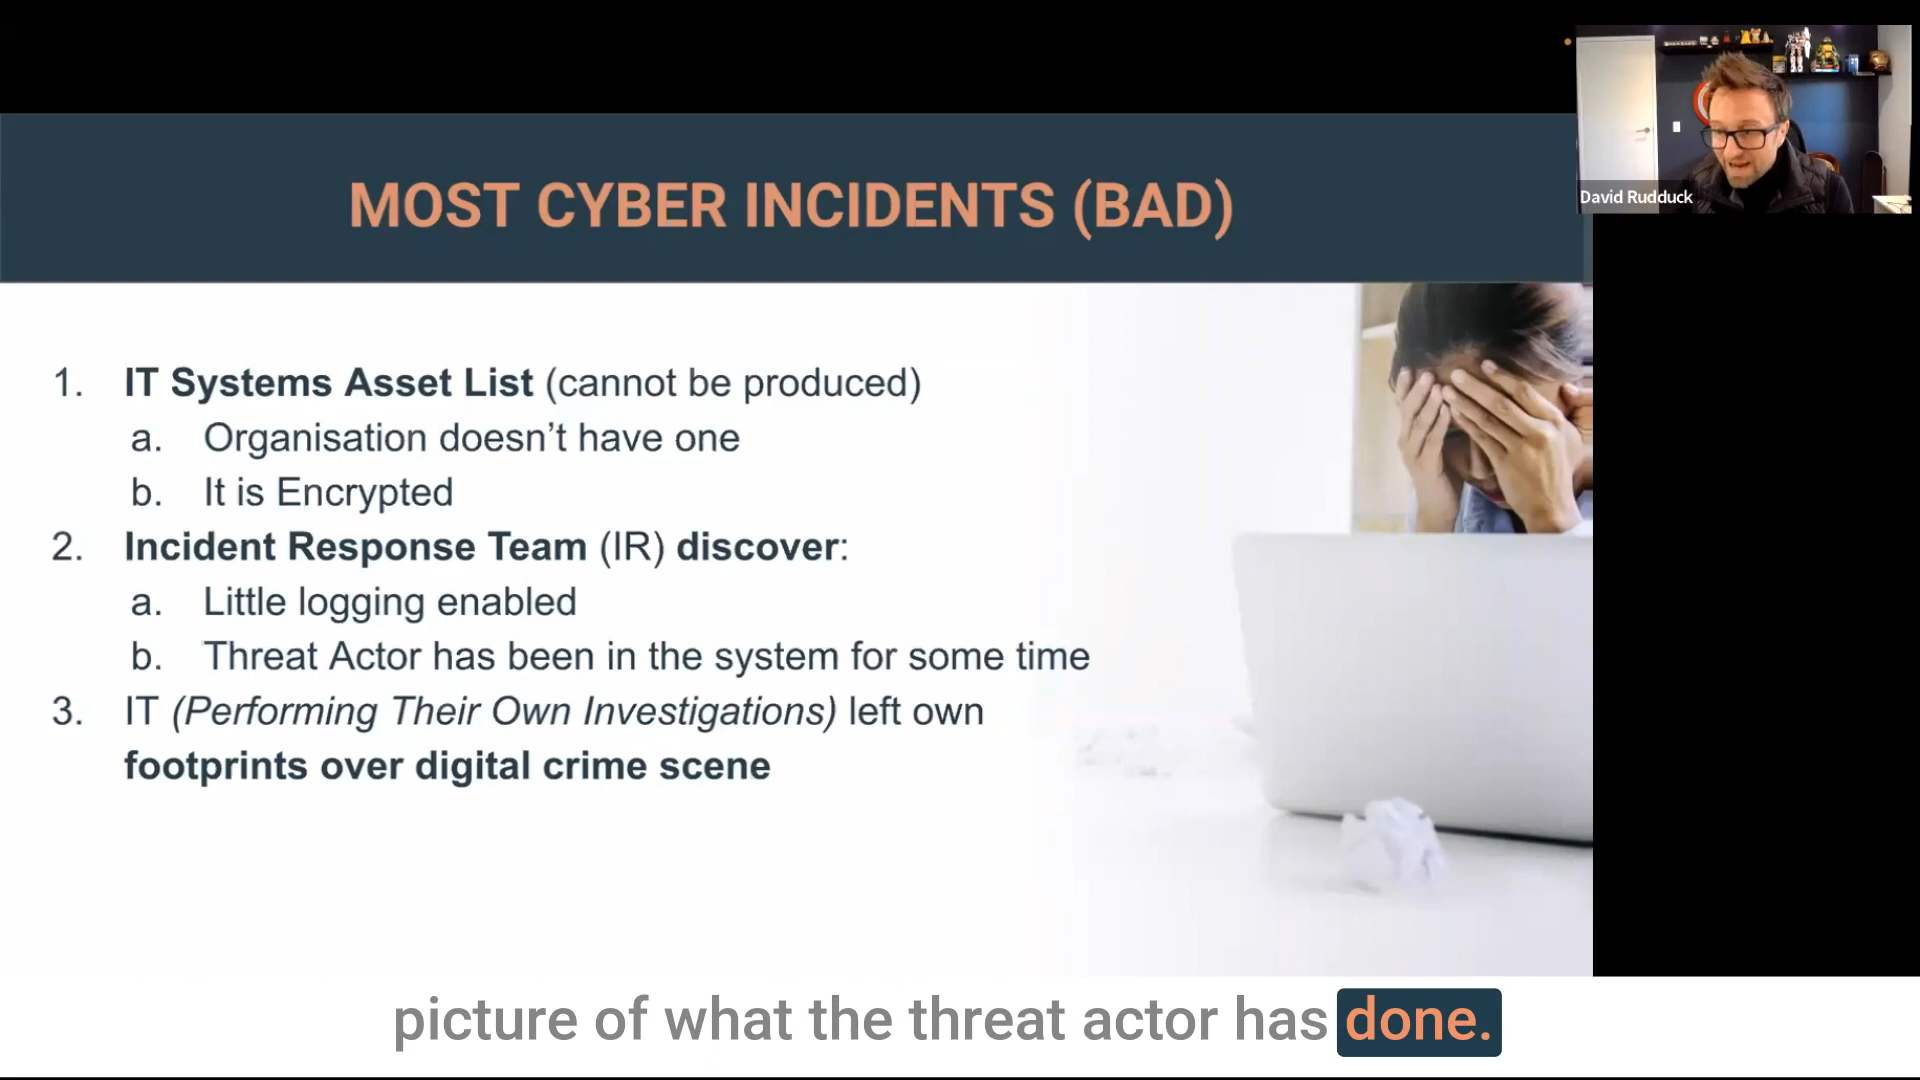 David Rudduck
MOST CYBER INCIDENTS (BAD)
1. IT Systems Asset List (cannot be produced)
a. Organisation doesn’t have one
b. It is Encrypted
2. Incident Response Team (IR) discover:
a. Little logging enabled
b. Threat Actor has been in the system for some time
3. IT (Performing Their Own Investigations) left own
footprints over digital crime scene
picture of what the threat actor has done.